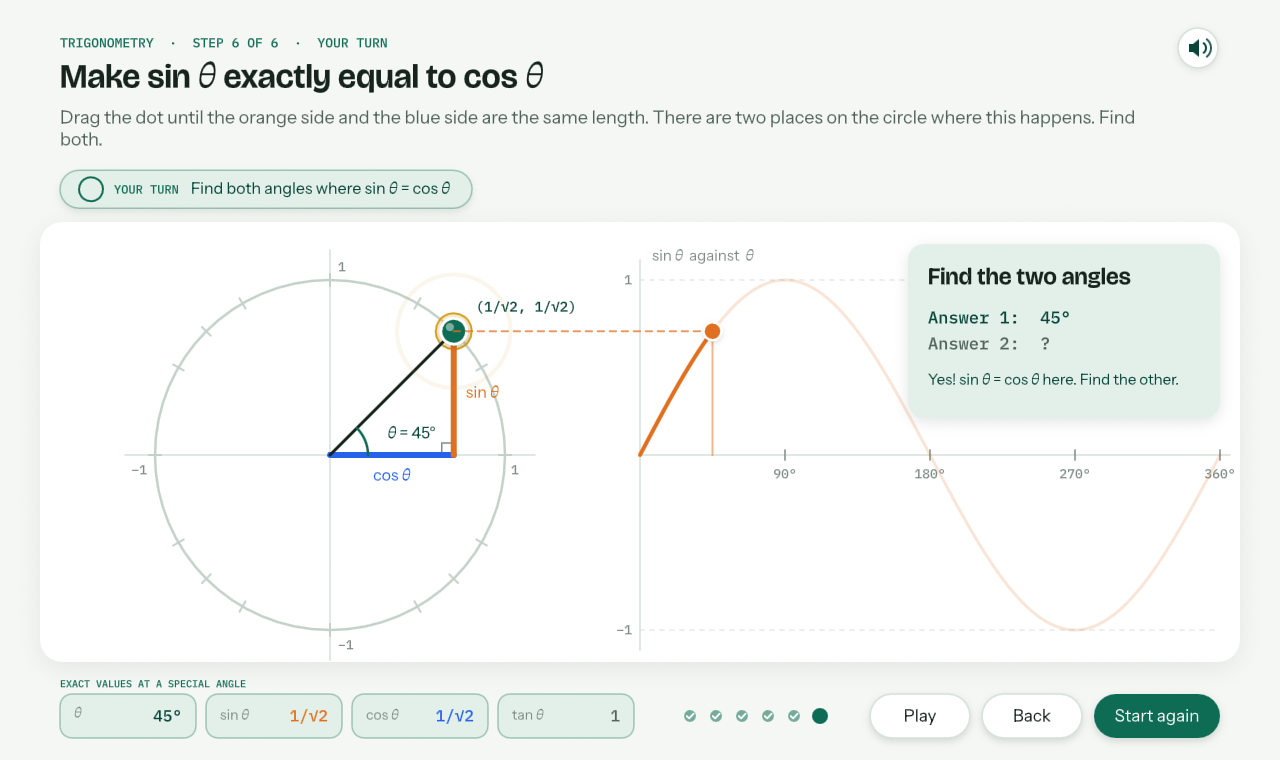 TRIGONOMETRY · STEP 6 OF 6 · YOUR TURN
Make sin θ exactly equal to cos θ
Drag the dot until the orange side and the blue side are the same length. There are two places on the circle where this happens. Find
both.
YOUR TURN Find both angles where sin θ = cos θ
1
(1/√2, 1/√2)
sin θ
θ = 45°
cos θ
−1
1
−1
sin θ against θ
1
90°
180°
270°
360°
−1
Find the two angles
Answer 1: 45°
Answer 2: ?
Yes! sin θ = cos θ here. Find the other.
EXACT VALUES AT A SPECIAL ANGLE
θ 45°
sin θ 1/√2
cos θ 1/√2
tan θ 1
Play
Back
Start again